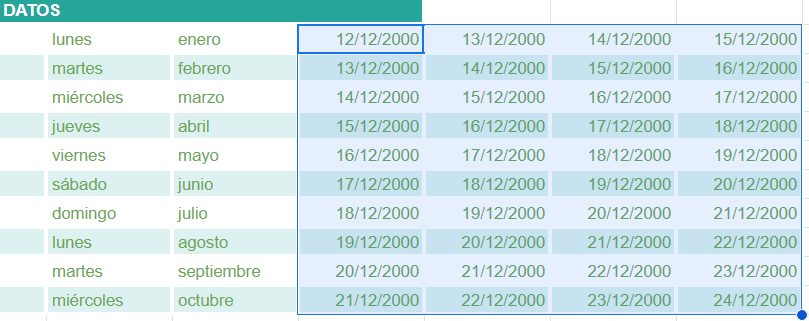 DATOS
lunes enero 12/12/2000 13/12/2000 14/12/2000 15/12/2000
martes febrero 13/12/2000 14/12/2000 15/12/2000 16/12/2000
miércoles marzo 14/12/2000 15/12/2000 16/12/2000 17/12/2000
jueves abril 15/12/2000 16/12/2000 17/12/2000 18/12/2000
viernes mayo 16/12/2000 17/12/2000 18/12/2000 19/12/2000
sábado junio 17/12/2000 18/12/2000 19/12/2000 20/12/2000
domingo julio 18/12/2000 19/12/2000 20/12/2000 21/12/2000
lunes agosto 19/12/2000 20/12/2000 21/12/2000 22/12/2000
martes septiembre 20/12/2000 21/12/2000 22/12/2000 23/12/2000
miércoles octubre 21/12/2000 22/12/2000 23/12/2000 24/12/2000